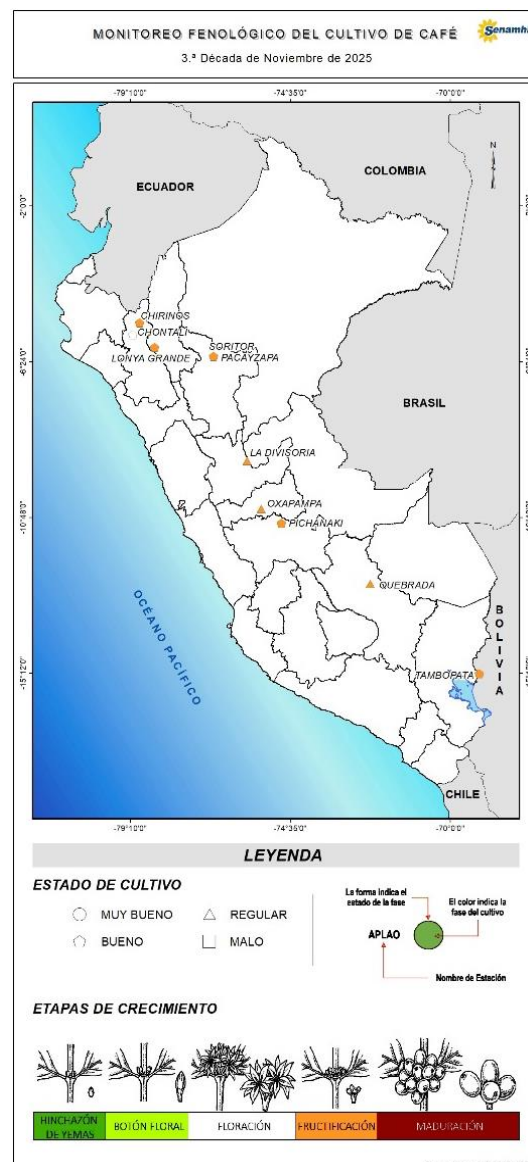 MONITOREO FENOLÓGICO DEL CULTIVO DE CAFÉ
Senamhi
3.ª Década de Noviembre de 2025
-79°10'0" -74°35'0" -70°0'0"
N
COLOMBIA
ECUADOR
-2°0'0"
CHIRINOS
CHONTALI
SORITOR
LONYA GRANDE PACAYZAPA
-6°24'0"
BRASIL
LA DIVISORIA
OXAPAMPA
-10°48'0"
PICHANAKI
QUEBRADA
OCÉANO PACÍFICO
BOLIVIA
-15°12'0"
TAMBOPATA
CHILE
-79°10'0" -74°35'0" -70°0'0"
LEYENDA
ESTADO DE CULTIVO
MUY BUENO REGULAR
BUENO MALO
La forma indica el
estado de la fase
El color indica la
fase del cultivo
APLAO
Nombre de Estación
ETAPAS DE CRECIMIENTO
HINCHAZÓN
DE YEMAS
BOTÓN FLORAL
FLORACIÓN
FRUCTIFICACIÓN
MADURACIÓN